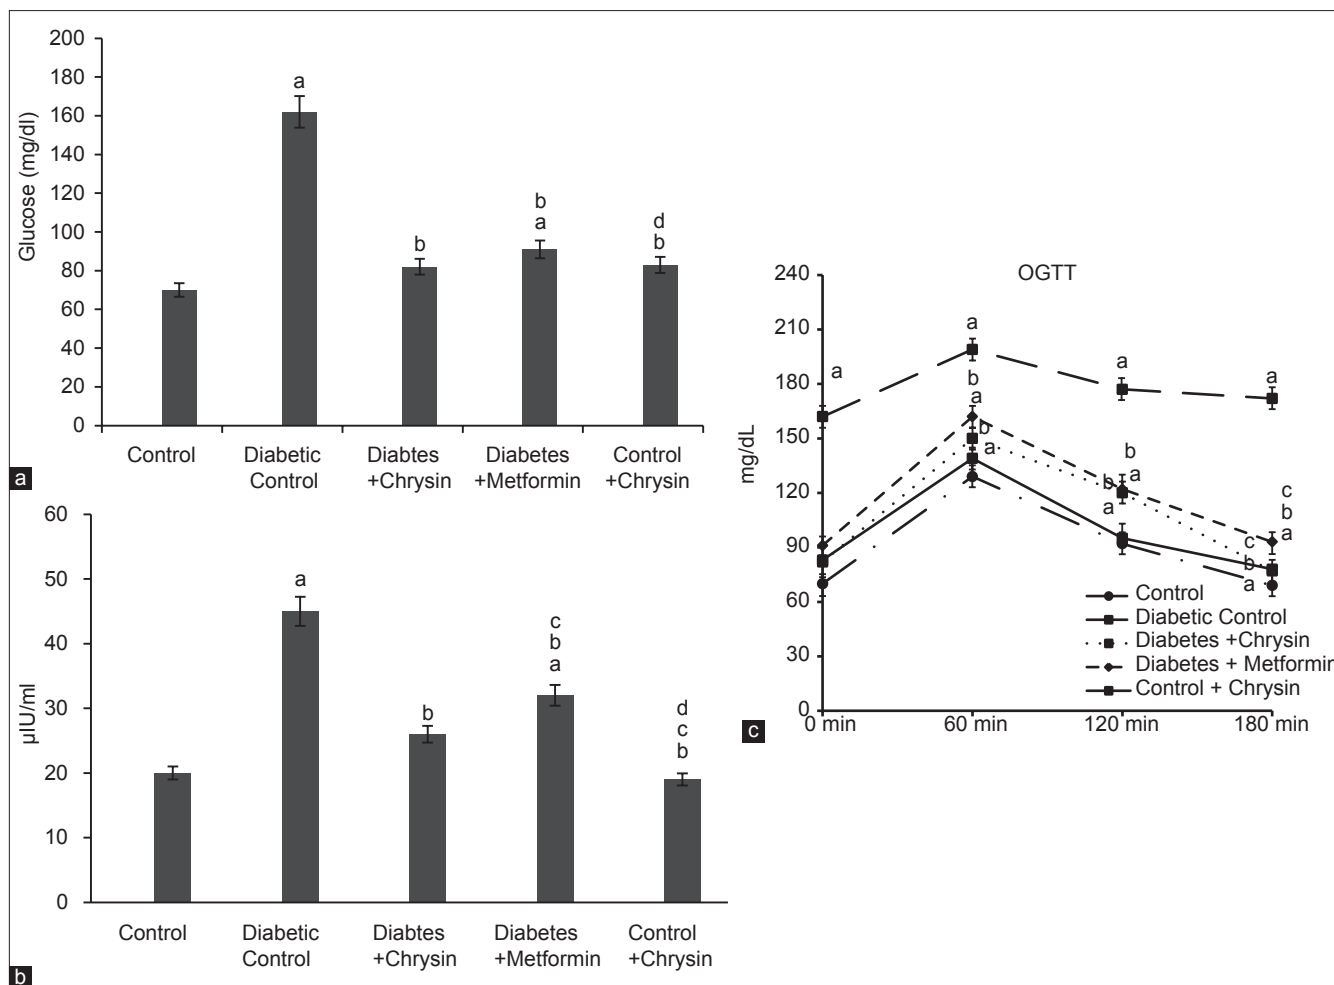 200
180
160
140
120
100
80
60
40
20
0
Glucose (mg/dl)
a
b
b
a
d
b
Control
Diabetic
Control
Diabtes
+Chrysin
Diabetes
+Metformin
Control
+Chrysin
a
60
50
40
30
20
10
0
µIU/ml
a
b
c
b
a
d
c
b
Control
Diabetic
Control
Diabtes
+Chrysin
Diabetes
+Metformin
Control
+Chrysin
b
OGTT
240
210
180
150
120
90
60
30
0
mg/dL
a
a
b
a
b
a
a
b
a
b
a
a
c
b
a
c
b
a
Control
Diabetic Control
Diabetes +Chrysin
Diabetes + Metformin
Control + Chrysin
0 min
60 min
120 min
180 min
c